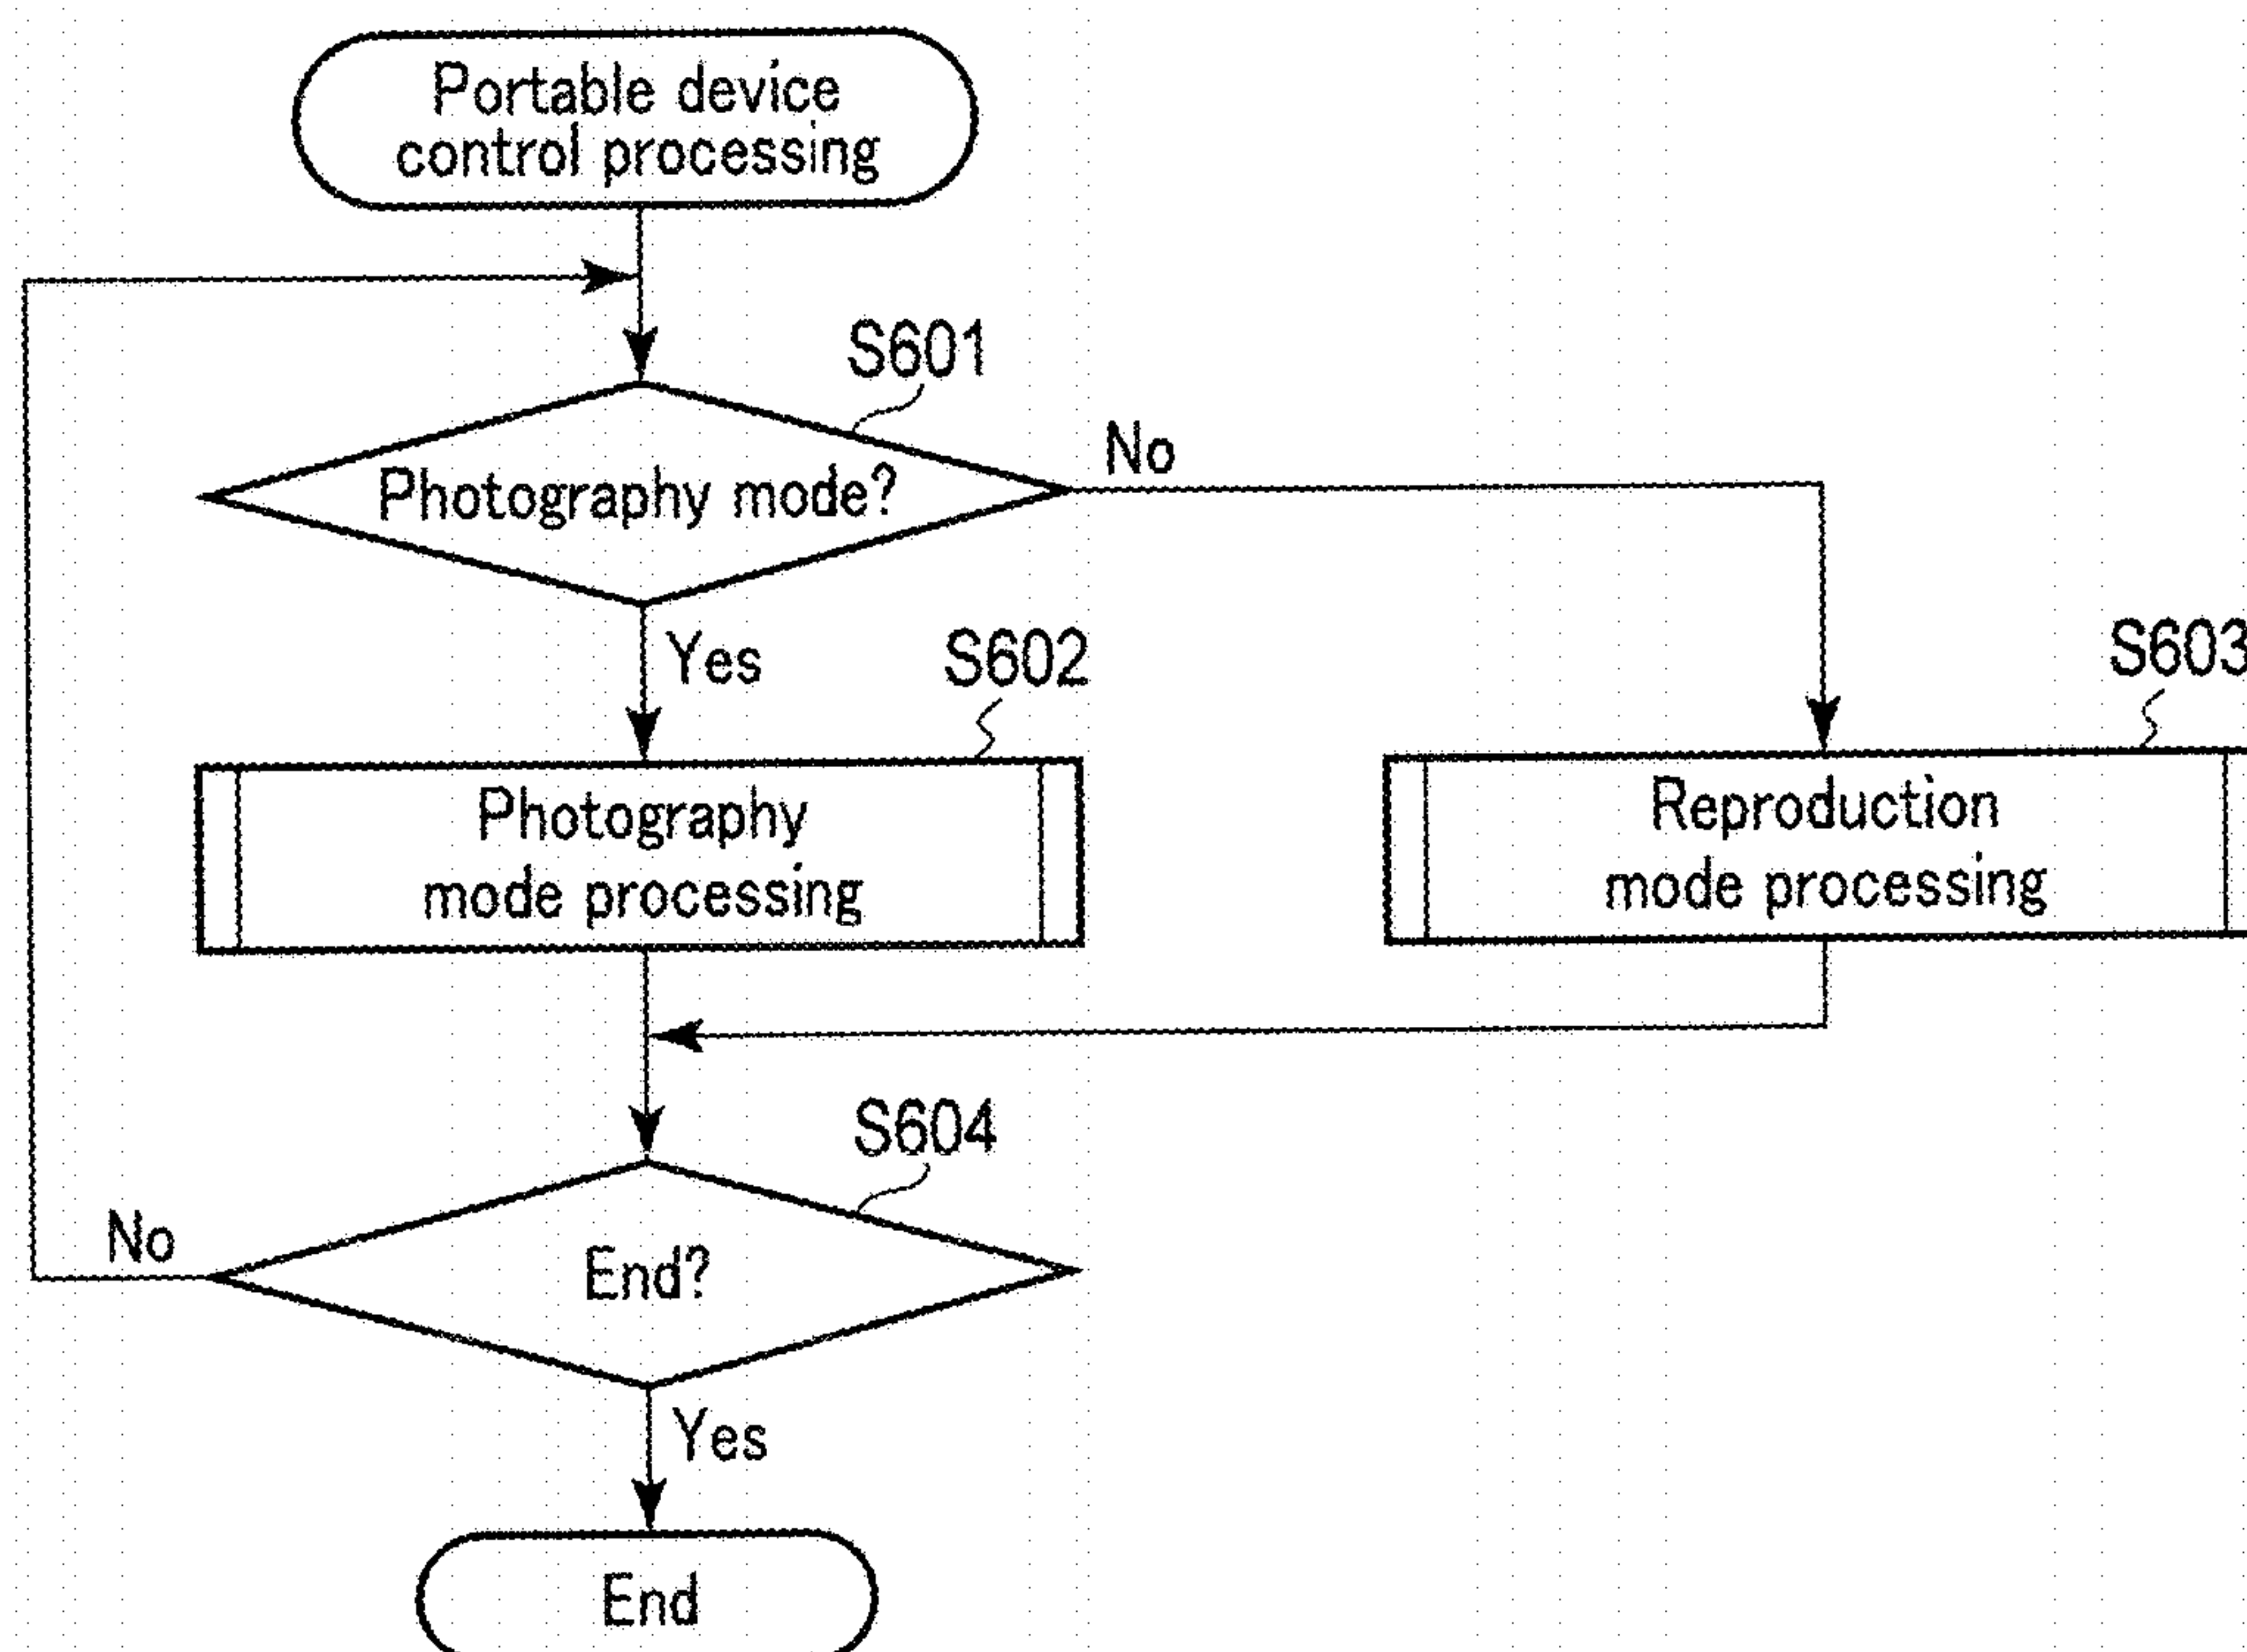 Portable device
control processing
S601
Photography mode?
No
Yes
S602
S603
Photography
mode processing
Reproduction
mode processing
S604
No
End?
Yes
End